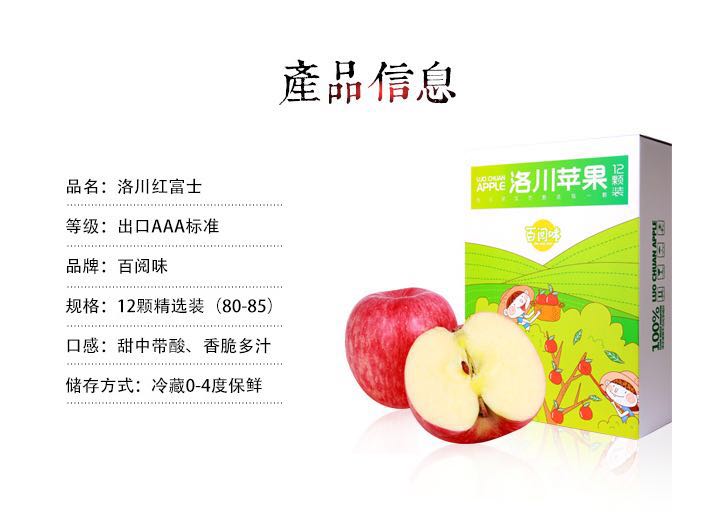 產品信息
品名：洛川红富士
等级：出口AAA标准
品牌：百阅味
规格：12颗精选装（80-85）
口感：甜中带酸、香脆多汁
储存方式：冷藏0-4度保鲜
LUO CHUAN
APPLE
洛川苹果
12颗装
百阅味
LUO CHUAN APPLE
100%